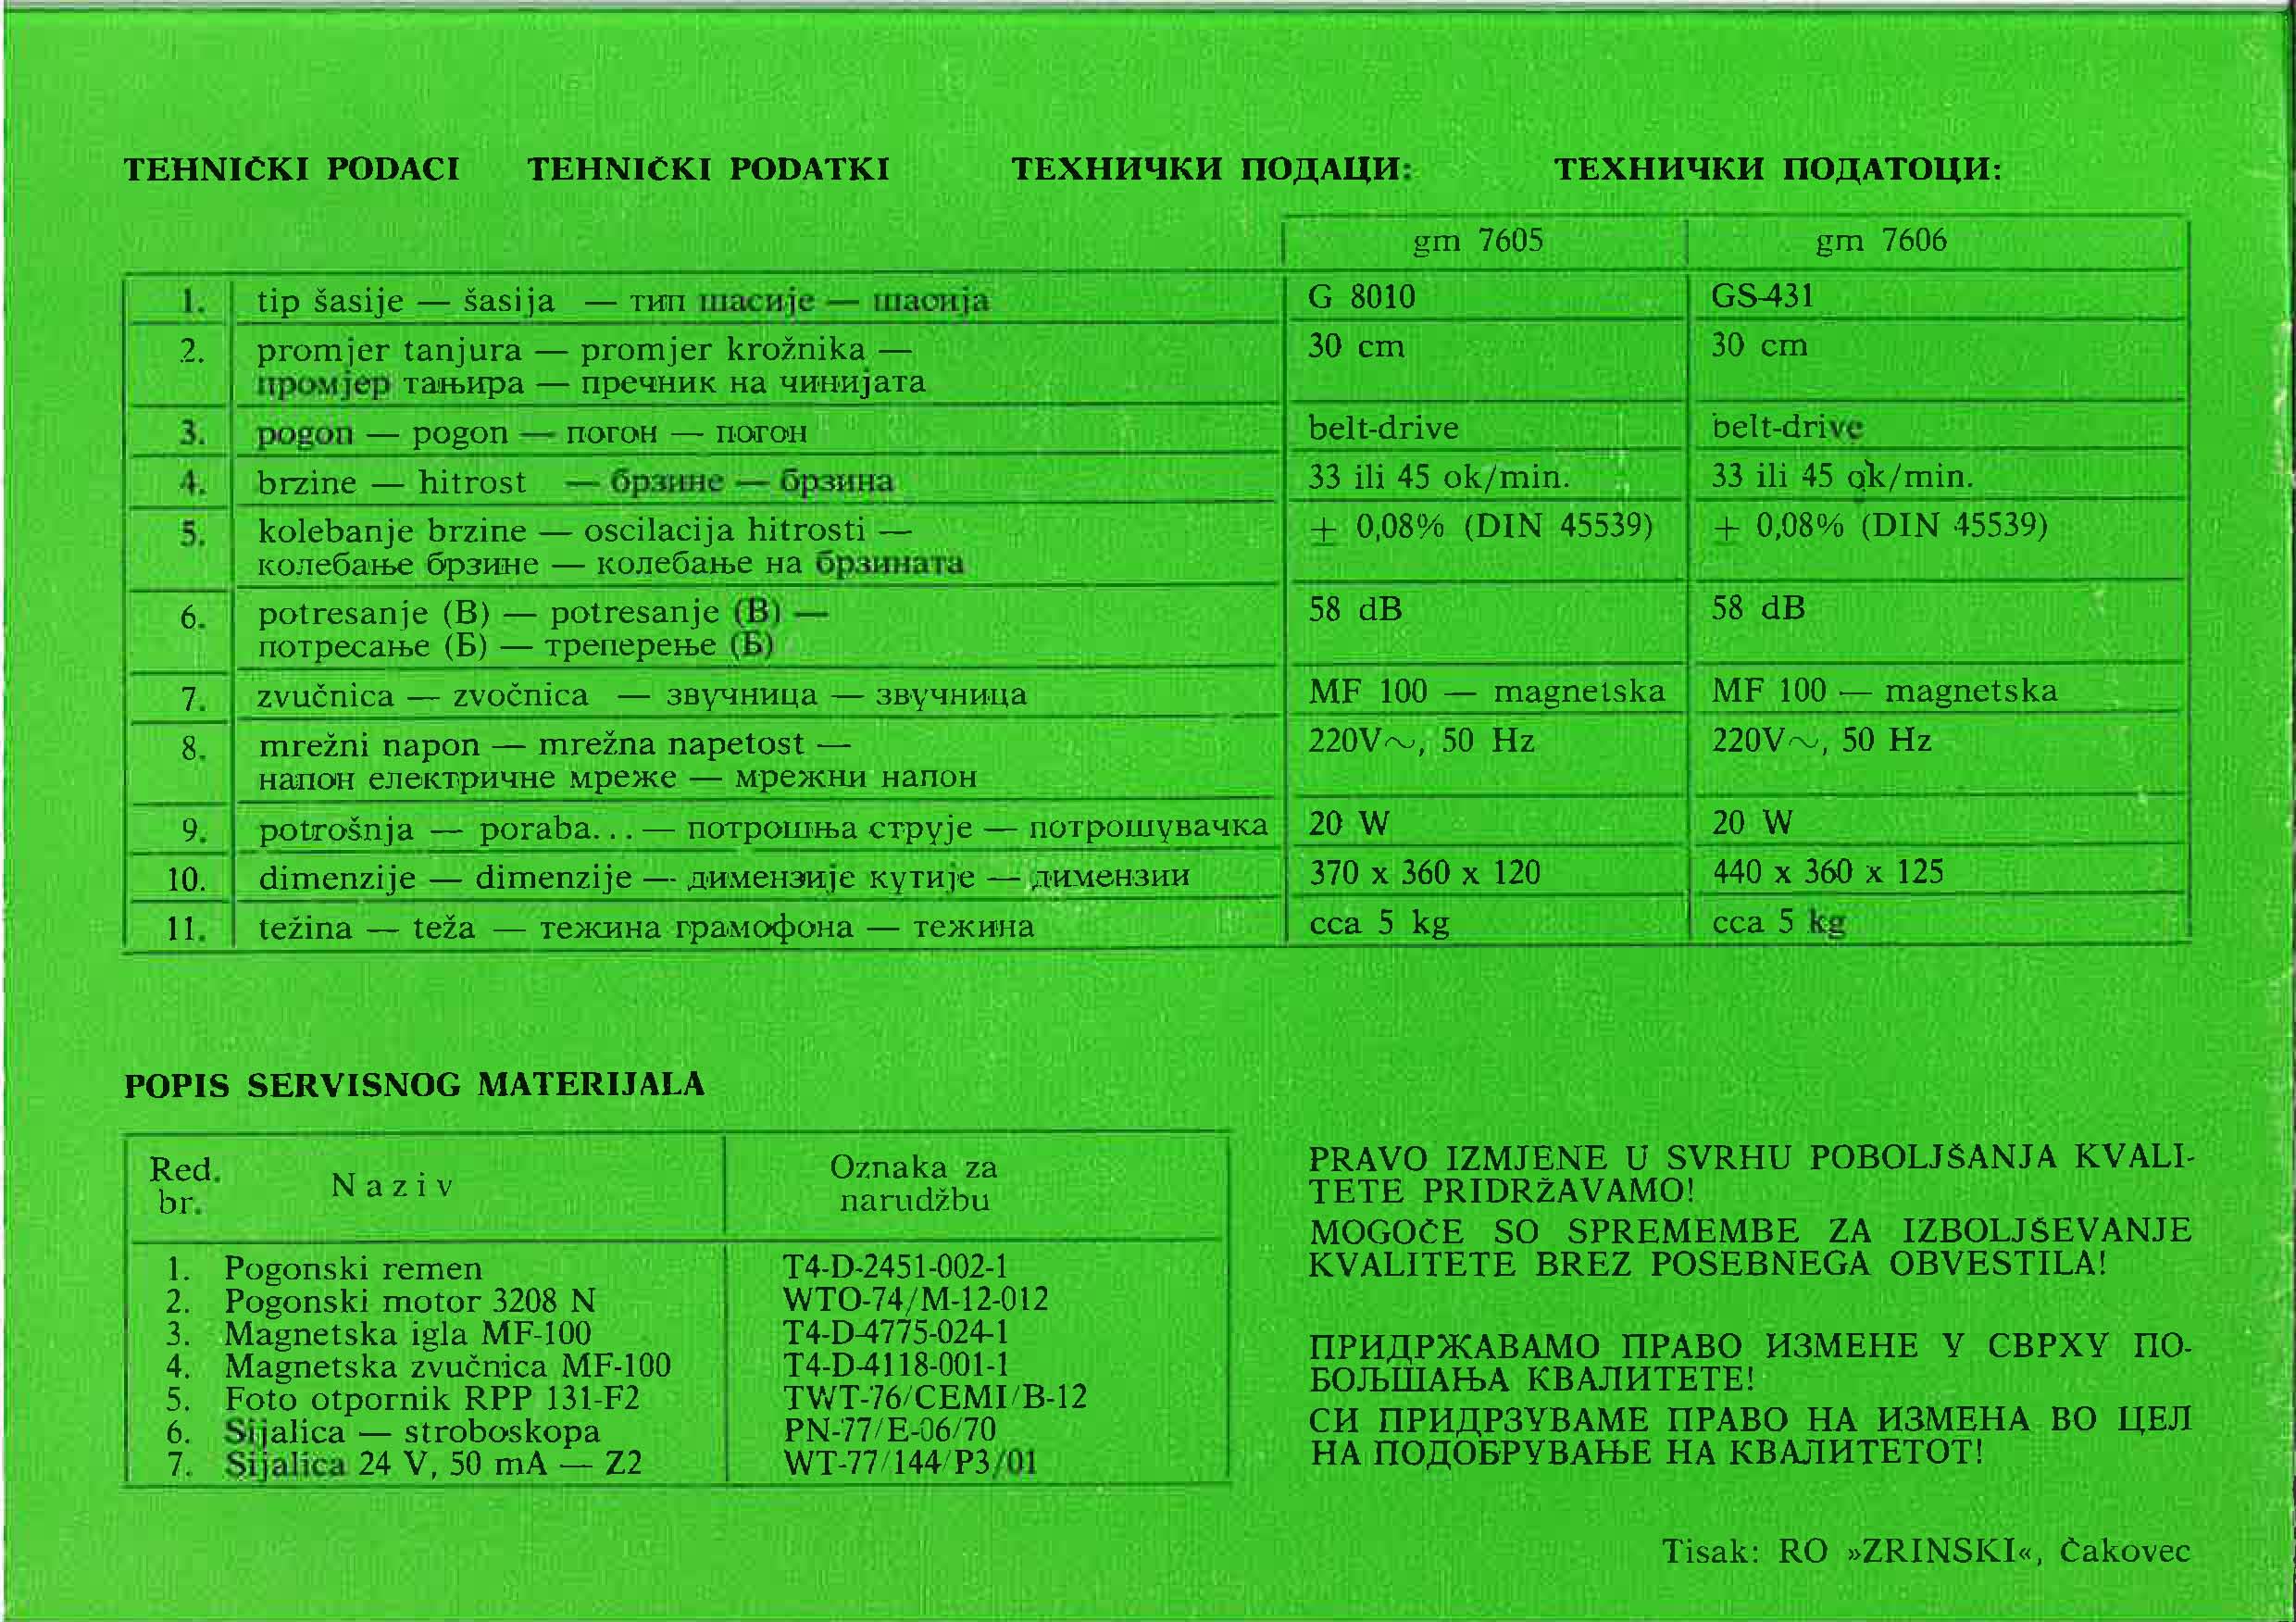 TEHNIČKI PODACI TEHNIČKI PODATKI ТЕХНИЧКИ ПОДАЦИ: ТЕХНИЧКИ ПОДАТОЦИ:
gm 7605 gm 7606
1. tip šasije — šasija — тип шасије — шасија G 8010 GS-431
2. promjer tanjura — promjer krožnika — 30 cm 30 cm
промјер тањира — пречник на чинијата
3. pogon — pogon — погон — погон belt-drive belt-drive
4. brzine — hitrost — брзине — брзина 33 ili 45 ok/min. 33 ili 45 ok/min.
5. kolebanje brzine — oscilacija hitrosti — ± 0,08% (DIN 45539) ± 0,08% (DIN 45539)
колебање брзине — колебање на брзината
6. potresanje (B) — potresanje (B) — 58 dB 58 dB
потресање (Б) — треперење (Б)
7. zvučnica — zvočnica — звучница — звучница MF 100 — magnetska MF 100 — magnetska
8. mrežni napon — mrežna napetost — 220V~, 50 Hz 220V~, 50 Hz
напон електричне мреже — мрежни напон
9. potrošnja — poraba... — потрошња струје — потрошувачка 20 W 20 W
10. dimenzije — dimenzije — димензије кутије — димензии 370 x 360 x 120 440 x 360 x 125
11. težina — teža — тежина грамофона — тежина cca 5 kg cca 5 kg
POPIS SERVISNOG MATERIJALA
Red. br. Naziv Oznaka za narudžbu
1. Pogonski remen T4-D-2451-002-1
2. Pogonski motor 3208 N WTO-74/M-12-012
3. Magnetska igla MF-100 T4-D-4775-024-1
4. Magnetska zvučnica MF-100 T4-D-4118-001-1
5. Foto otpornik RPP 131-F2 TWT-76/CEMI/B-12
6. Sijalica — stroboskopa PN-77/E-06/70
7. Sijalica 24 V, 50 mA — Z2 WT-77/144/P3/01
PRAVO IZMJENE U SVRHU POBOLJŠANJA KVALI-
TETE PRIDRŽAVAMO!
MOGOČE SO SPREMEMBE ZA IZBOLJŠEVANJE
KVALITETE BREZ POSEBNEGA OBVESTILA!
ПРИДРЖАВАМО ПРАВО ИЗМЕНЕ У СВРХУ ПО-
БОЉШАЊА КВАЛИТЕТЕ!
СИ ПРИДРЗУВАМЕ ПРАВО НА ИЗМЕНА ВО ЦЕЛ
НА ПОДОБРУВАЊЕ НА КВАЛИТЕТОТ!
Tisak: RO »ZRINSKI«, Čakovec